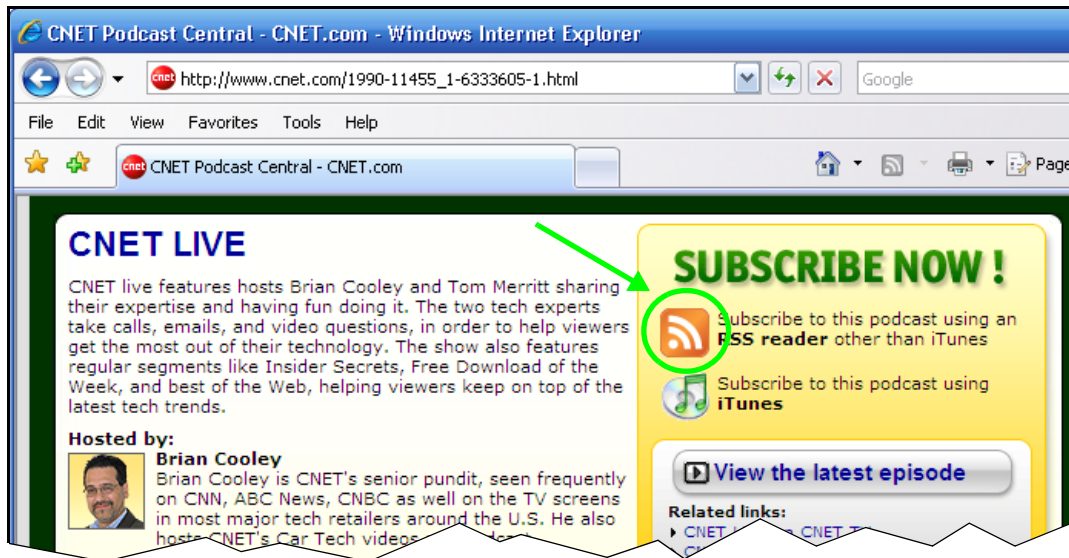 CNET Podcast Central - CNET.com - Windows Internet Explorer
cnet http://www.cnet.com/1990-11455_1-6333605-1.html
Google
File Edit View Favorites Tools Help
cnet CNET Podcast Central - CNET.com
Page
CNET LIVE
CNET live features hosts Brian Cooley and Tom Merritt sharing
their expertise and having fun doing it. The two tech experts
take calls, emails, and video questions, in order to help viewers
get the most out of their technology. The show also features
regular segments like Insider Secrets, Free Download of the
Week, and best of the Web, helping viewers keep on top of the
latest tech trends.
Hosted by:
Brian Cooley
Brian Cooley is CNET's senior pundit, seen frequently
on CNN, ABC News, CNBC as well on the TV screens
in most major tech retailers around the U.S. He also
hosts CNET's Car Tech videos
SUBSCRIBE NOW !
Subscribe to this podcast using an
RSS reader other than iTunes
Subscribe to this podcast using
iTunes
View the latest episode
Related links:
CNET